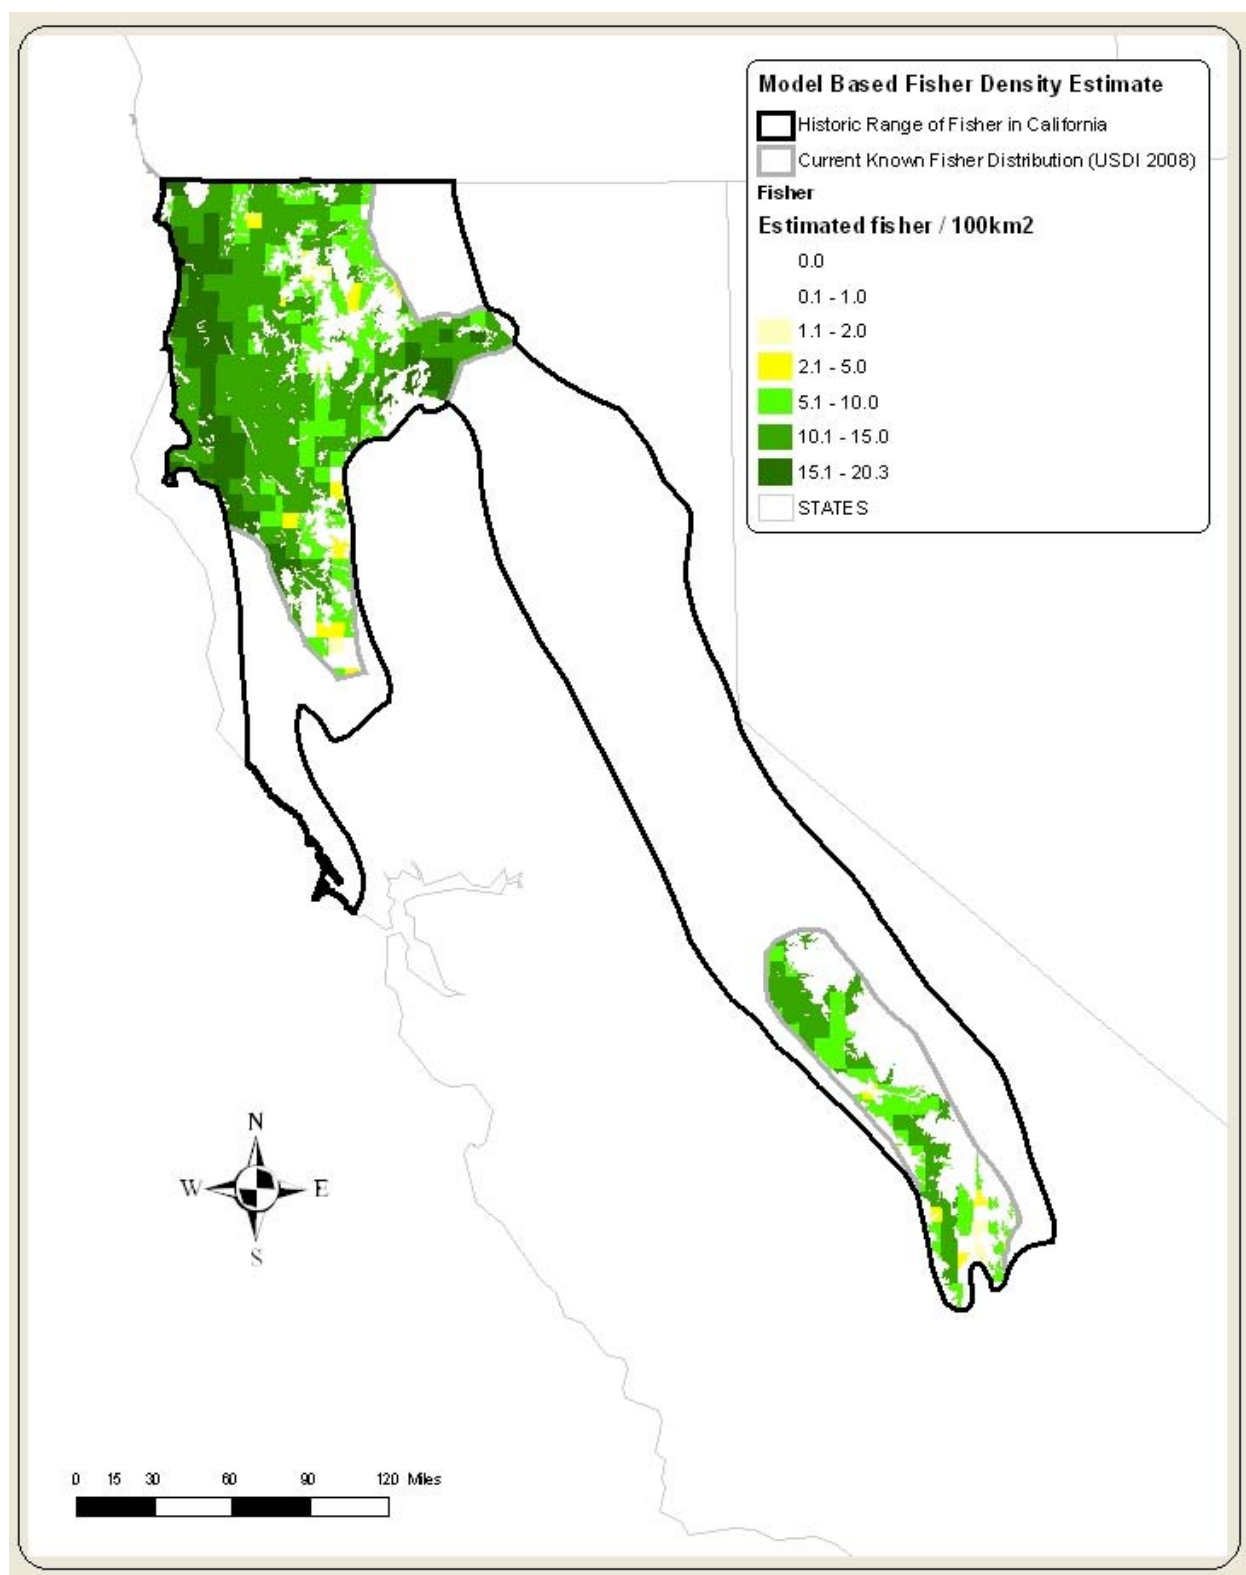 Model Based Fisher Density Estimate
Historic Range of Fisher in California
Current Known Fisher Distribution (USDI 2008)
Fisher
Estimated fisher / 100km2
0.0
0.1 - 1.0
1.1 - 2.0
2.1 - 5.0
5.1 - 10.0
10.1 - 15.0
15.1 - 20.3
STATES
N
W E
S
0 15 30 60 90 120 Miles